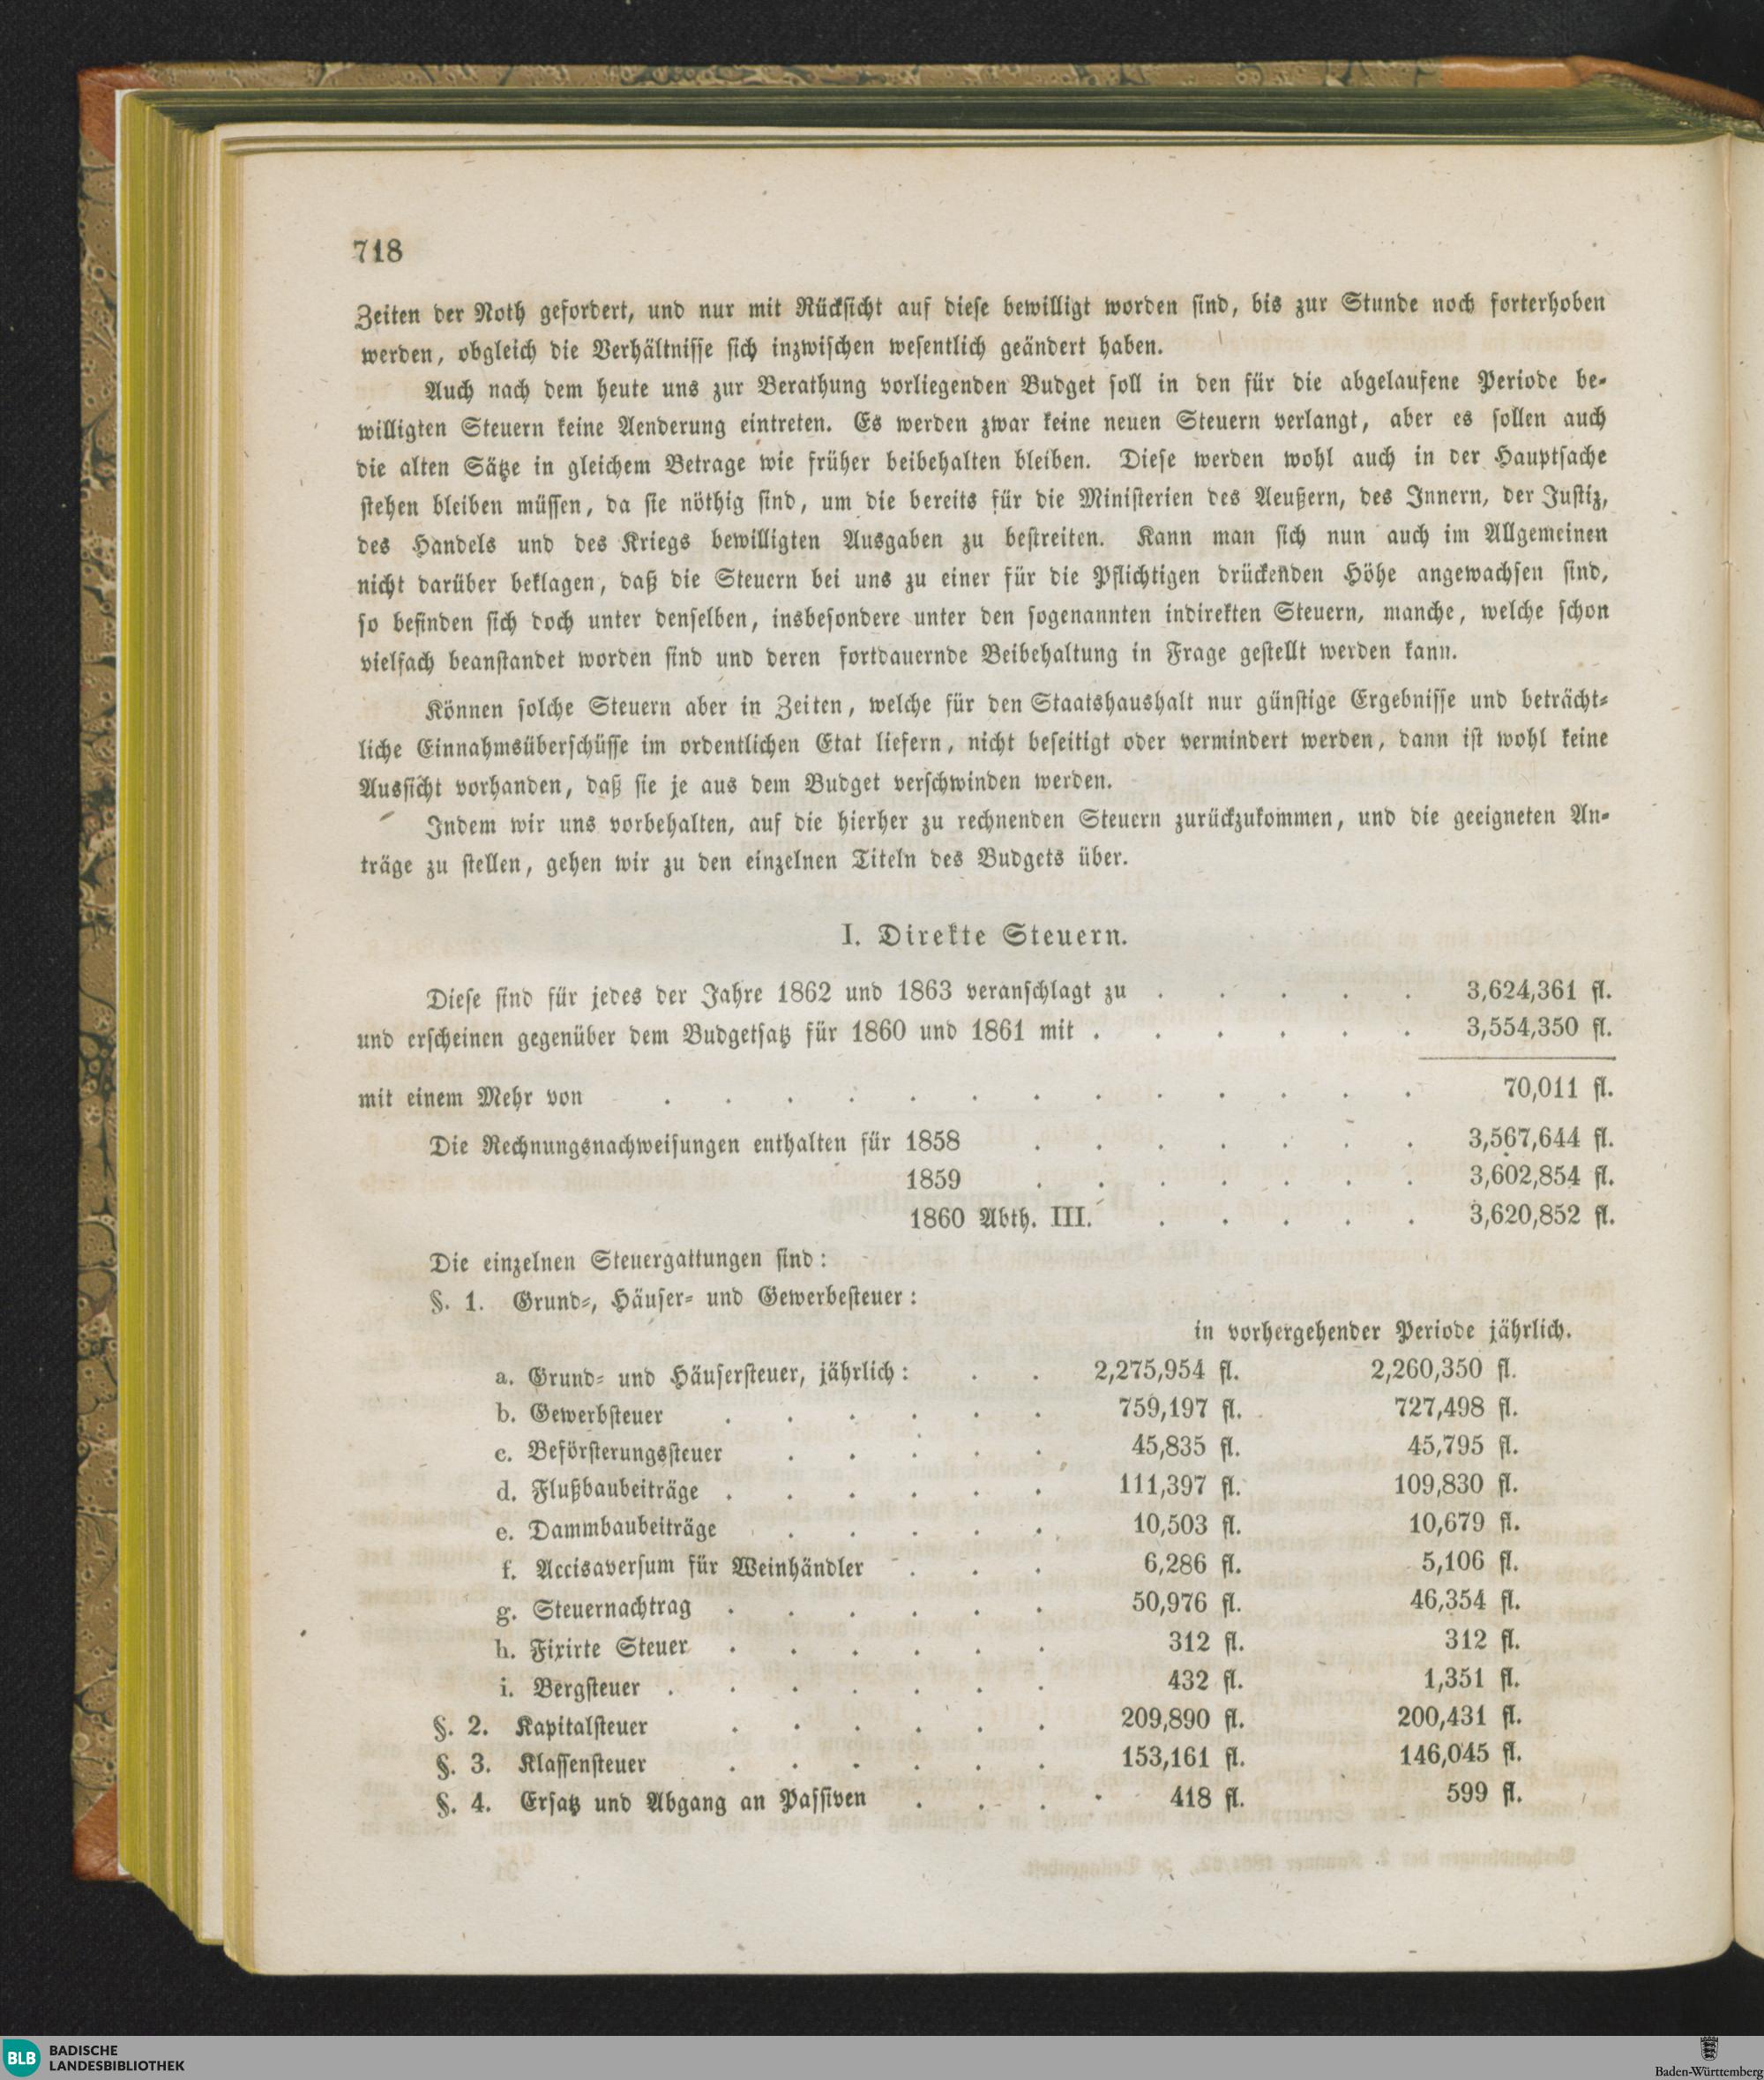 718
Zeiten der Noth gefordert, und nur mit Rücksicht auf diese bewilligt worden sind, bis zur Stunde noch forterhoben
werden, obgleich die Verhältnisse sich inzwischen wesentlich geändert haben.
Auch nach dem heute uns zur Berathung vorliegenden Budget soll in den für die abgelaufene Periode be-
willigten Steuern keine Aenderung eintreten. Es werden zwar keine neuen Steuern verlangt, aber es sollen auch
die alten Sätze in gleichem Betrage wie früher beibehalten bleiben. Diese werden wohl auch in der Hauptsache
stehen bleiben müssen, da sie nöthig sind, um die bereits für die Ministerien des Aeußern, des Innern, der Justiz,
des Handels und des Kriegs bewilligten Ausgaben zu bestreiten. Kann man sich nun auch im Allgemeinen
nicht darüber beklagen, daß die Steuern bei uns zu einer für die Pflichtigen drückenden Höhe angewachsen sind,
so befinden sich doch unter denselben, insbesondere unter den sogenannten indirekten Steuern, manche, welche schon
vielfach beanstandet worden sind und deren fortdauernde Beibehaltung in Frage gestellt werden kann.
Können solche Steuern aber in Zeiten, welche für den Staatshaushalt nur günstige Ergebnisse und beträcht-
liche Einnahmsüberschüsse im ordentlichen Etat liefern, nicht beseitigt oder vermindert werden, dann ist wohl keine
Aussicht vorhanden, daß sie je aus dem Budget verschwinden werden.
Indem wir uns vorbehalten, auf die hierher zu rechnenden Steuern zurückzukommen, und die geeigneten An-
träge zu stellen, gehen wir zu den einzelnen Titeln des Budgets über.
I. Direkte Steuern.
Diese sind für jedes der Jahre 1862 und 1863 veranschlagt zu . . . . . 3,624,361 fl.
und erscheinen gegenüber dem Budgetsatz für 1860 und 1861 mit . . . . . . 3,554,350 fl.
mit einem Mehr von . . . . . . . . . . . . . 70,011 fl.
Die Rechnungsnachweisungen enthalten für 1858 . . . . . . . 3,567,644 fl.
1859 . . . . . . . 3,602,854 fl.
1860 Abth. III. . . . . . 3,620,852 fl.
Die einzelnen Steuergattungen sind:
§. 1. Grund-, Häuser- und Gewerbesteuer:
in vorhergehender Periode jährlich.
a. Grund- und Häusersteuer, jährlich: . . 2,275,954 fl. 2,260,350 fl.
b. Gewerbsteuer . . . . . . 759,197 fl. 727,498 fl.
c. Beförsterungssteuer . . . . . 45,835 fl. 45,795 fl.
d. Flußbaubeiträge . . . . . . 111,397 fl. 109,830 fl.
e. Dammbaubeiträge . . . . . 10,503 fl. 10,679 fl.
f. Accisaversum für Weinhändler . . . 6,286 fl. 5,106 fl.
g. Steuernachtrag . . . . . . 50,976 fl. 46,354 fl.
h. Fixirte Steuer . . . . . . 312 fl. 312 fl.
i. Bergsteuer . . . . . . . 432 fl. 1,351 fl.
§. 2. Kapitalsteuer . . . . . . 209,890 fl. 200,431 fl.
§. 3. Klassensteuer . . . . . . 153,161 fl. 146,045 fl.
§. 4. Ersatz und Abgang an Passiven . . . 418 fl. 599 fl.
BLB BADISCHE
LANDESBIBLIOTHEK
Baden-Württemberg